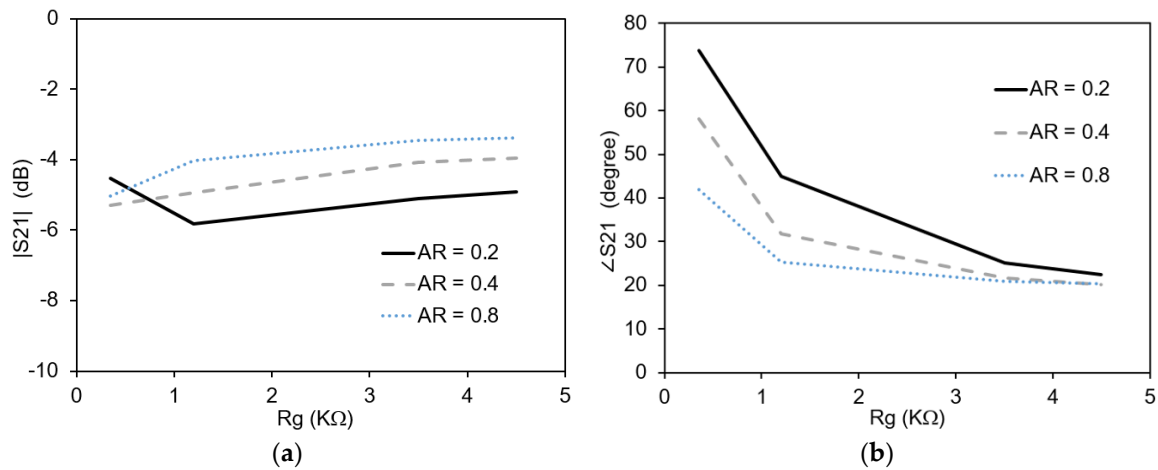 0
-2
-4
-6
-8
-10
|S21| (dB)
AR = 0.2
AR = 0.4
AR = 0.8
0 1 2 3 4 5
Rg (KΩ)
(a)
80
70
60
50
40
30
20
10
0
∠S21 (degree)
AR = 0.2
AR = 0.4
AR = 0.8
0 1 2 3 4 5
Rg (KΩ)
(b)